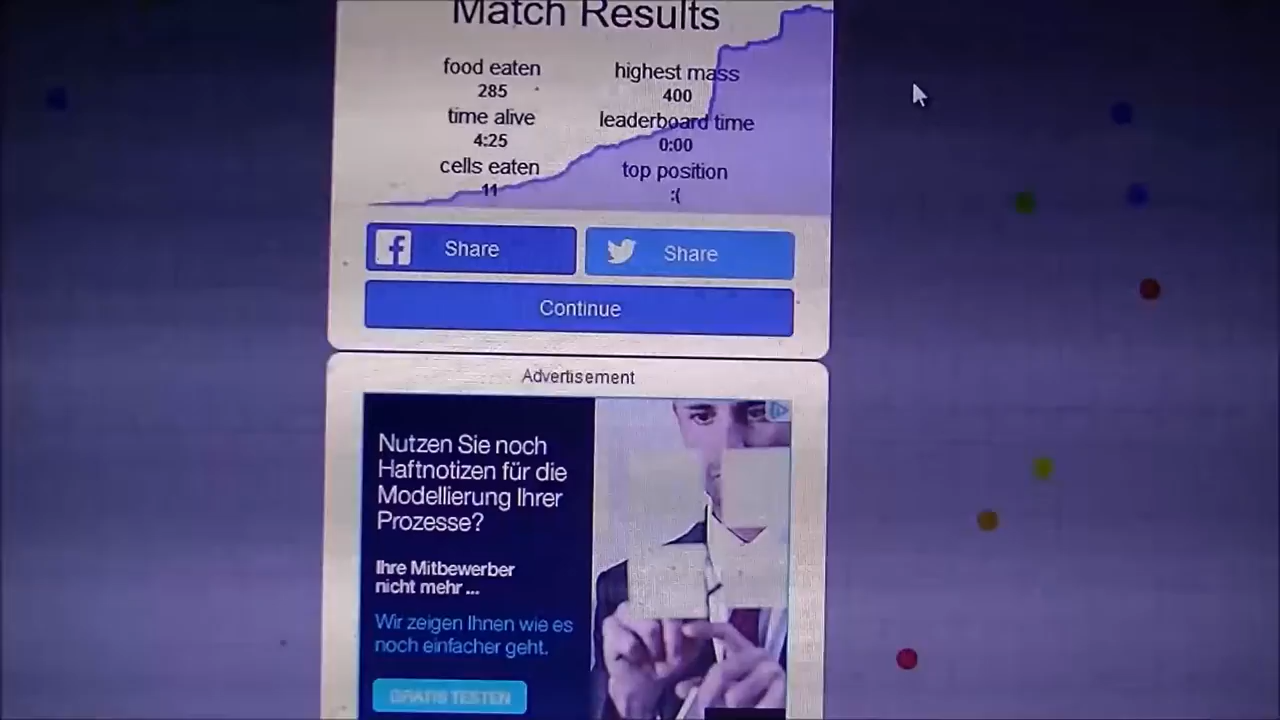 Match Results
food eaten
285
highest mass
400
time alive
4:25
leaderboard time
0:00
cells eaten
11
top position
:(
Share
Share
Continue
Advertisement
Nutzen Sie noch
Haftnotizen für die
Modellierung Ihrer
Prozesse?
Ihre Mitbewerber
nicht mehr ...
Wir zeigen Ihnen wie es
noch einfacher geht.
GRATIS TESTEN